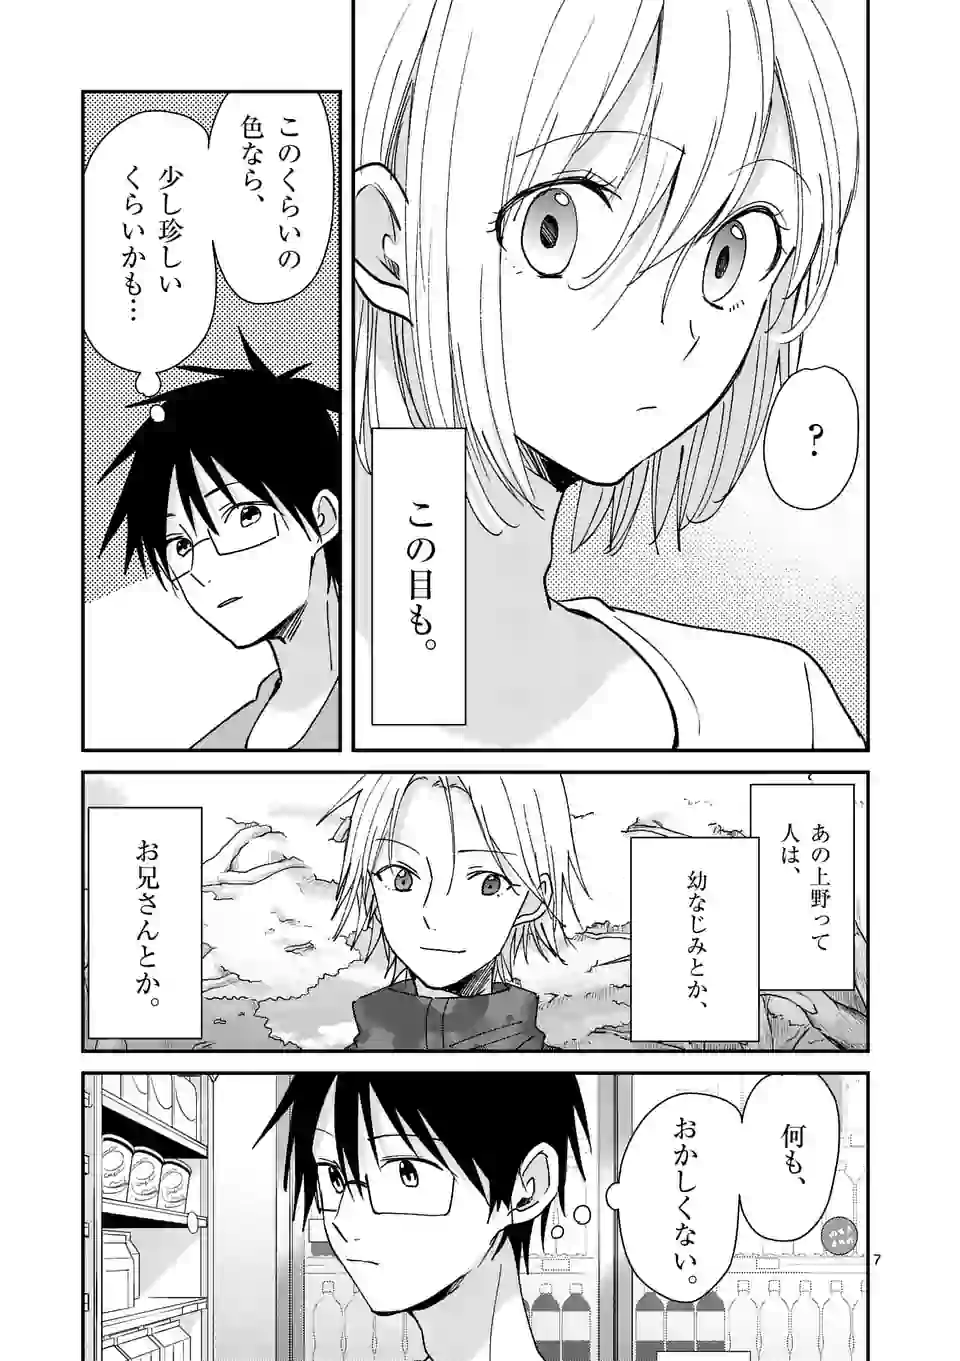 ?
この目も。
このくらいの
色なら、
少し珍しい
くらいかも…
あの上野って
人は、
幼なじみとか、
お兄さんとか。
何も、
おかしくない。
7